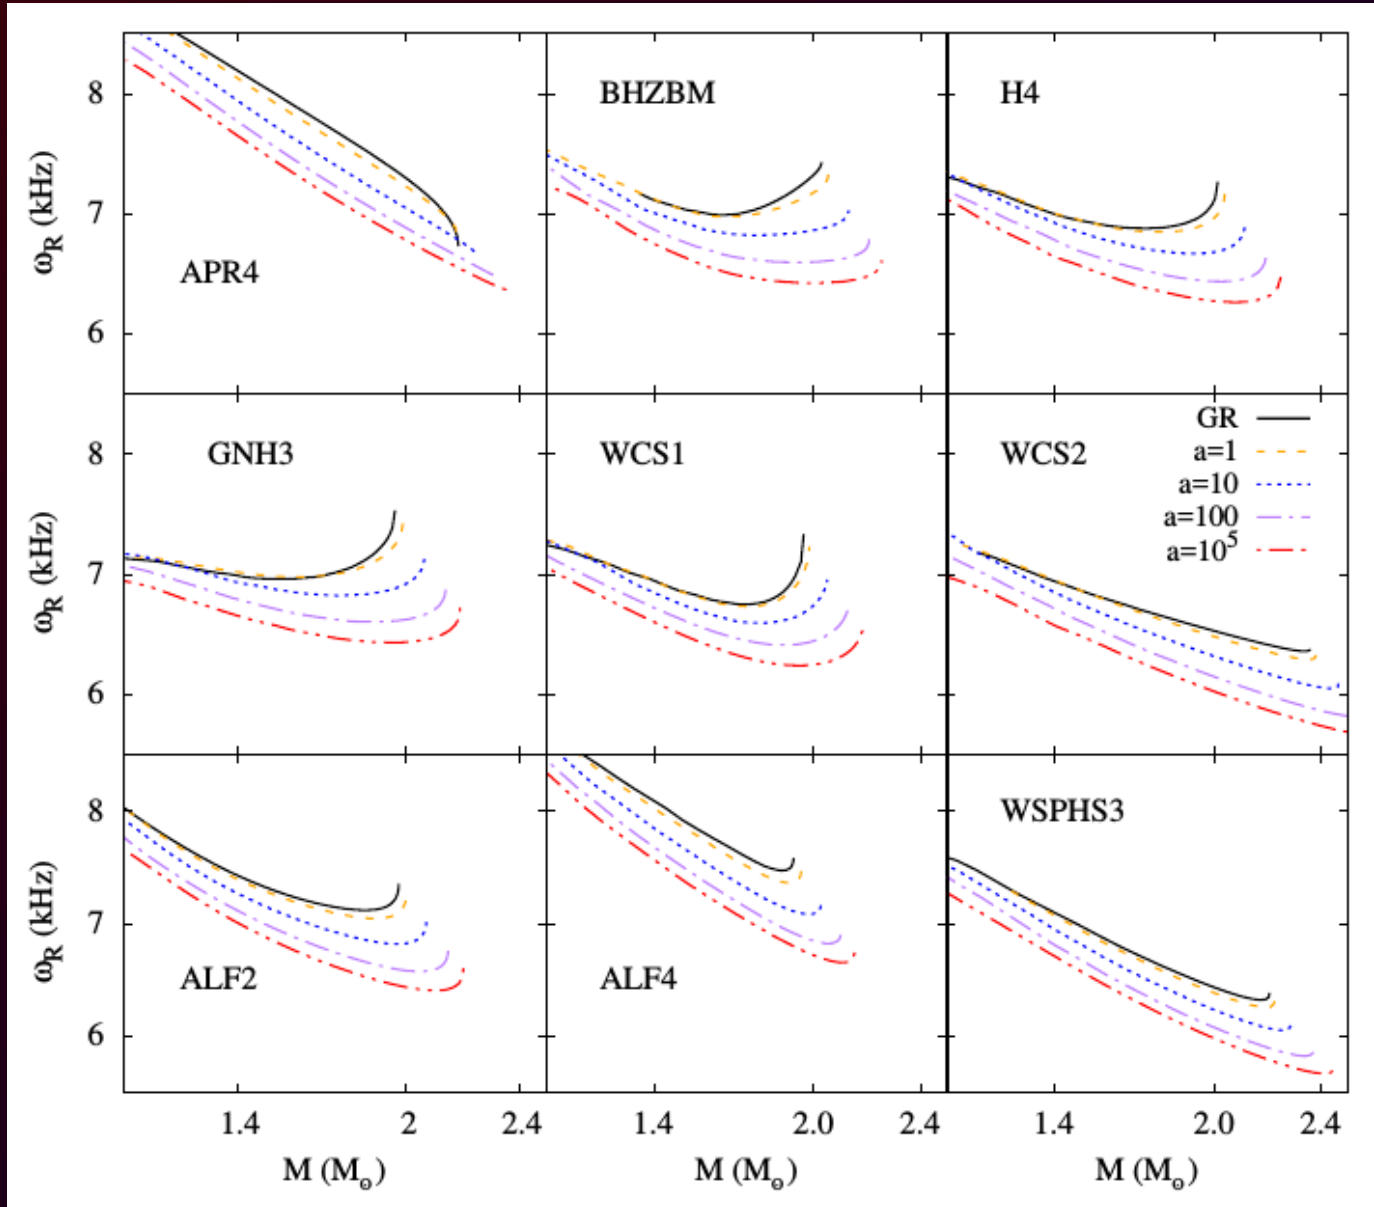 8
7
6
ωR (kHz)
APR4
BHZBM
H4
8
7
6
ωR (kHz)
GNH3
WCS1
WCS2
GR
a=1
a=10
a=100
a=10^5
8
7
6
ωR (kHz)
ALF2
ALF4
WSPHS3
1.4 2 2.4
1.4 2.0 2.4
1.4 2.0 2.4
M (M⊙)
M (M⊙)
M (M⊙)